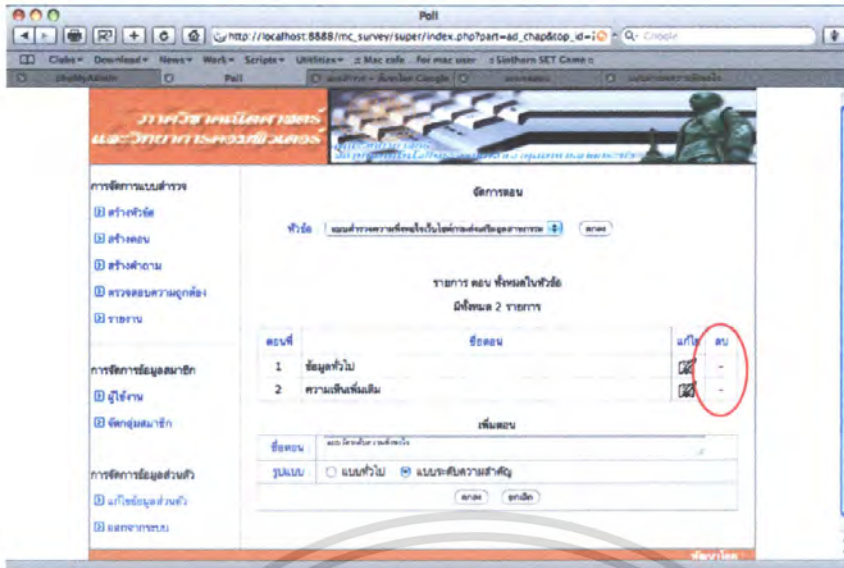 Poll
http://localhost:8888/mc_survey/super/index.php?part=ad_chap&top_id=
Q- Google
Clubs Download News Work Scripts Utilities :: Mac cafe for mac user
phpMyAdmin Poll
ภาควิชาคณิตศาสตร์
และวิทยาการคอมพิวเตอร์
การจัดการแบบสำรวจ
สร้างหัวข้อ
สร้างตอน
สร้างคำถาม
ตรวจสอบความถูกต้อง
รายงาน
การจัดการข้อมูลสมาชิก
ผู้ใช้งาน
จัดกลุ่มสมาชิก
การจัดการข้อมูลส่วนตัว
แก้ไขข้อมูลส่วนตัว
ออกจากระบบ
จัดการตอน
หัวข้อ ตกลง
รายการ ตอน ทั้งหมดในหัวข้อ
มีทั้งหมด 2 รายการ
ตอนที่ ชื่อตอน แก้ไข ลบ
1 ข้อมูลทั่วไป -
2 ความเห็นเพิ่มเติม -
เพิ่มตอน
ชื่อตอน
รูปแบบ แบบทั่วไป แบบระดับความสำคัญ
ตกลง ยกเลิก
พัฒนาโดย